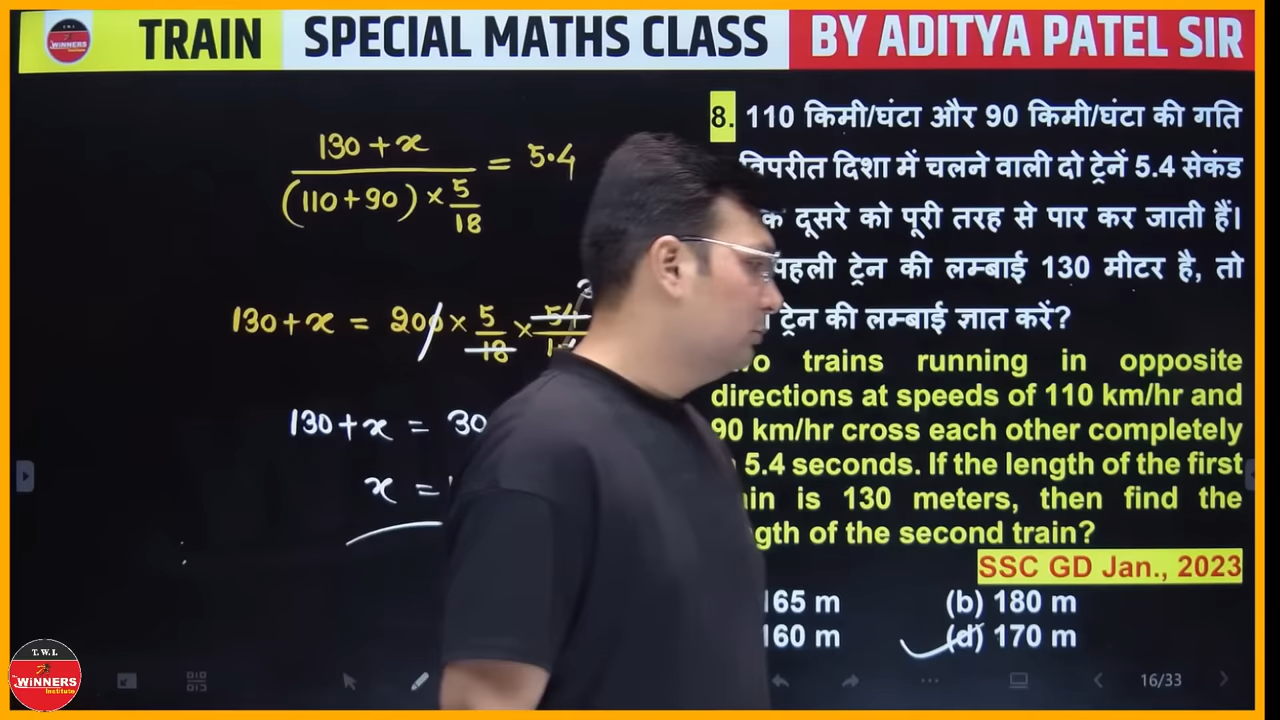 TRAIN SPECIAL MATHS CLASS BY ADITYA PATEL SIR
WiNNERS
130 + x
(110 + 90) × 5/18 = 5.4
130 + x = 200 × 5/18 × 54
130 + x = 30
x =
8. 110 किमी/घंटा और 90 किमी/घंटा की गति
विपरीत दिशा में चलने वाली दो ट्रेनें 5.4 सेकंड
दूसरे को पूरी तरह से पार कर जाती हैं।
पहली ट्रेन की लम्बाई 130 मीटर है, तो
ट्रेन की लम्बाई ज्ञात करें?
trains running in opposite
directions at speeds of 110 km/hr and
90 km/hr cross each other completely
5.4 seconds. If the length of the first
is 130 meters, then find the
of the second train?
SSC GD Jan., 2023
165 m (b) 180 m
160 m (d) 170 m
T.W.I.
The WiNNERS
Institute
16/33